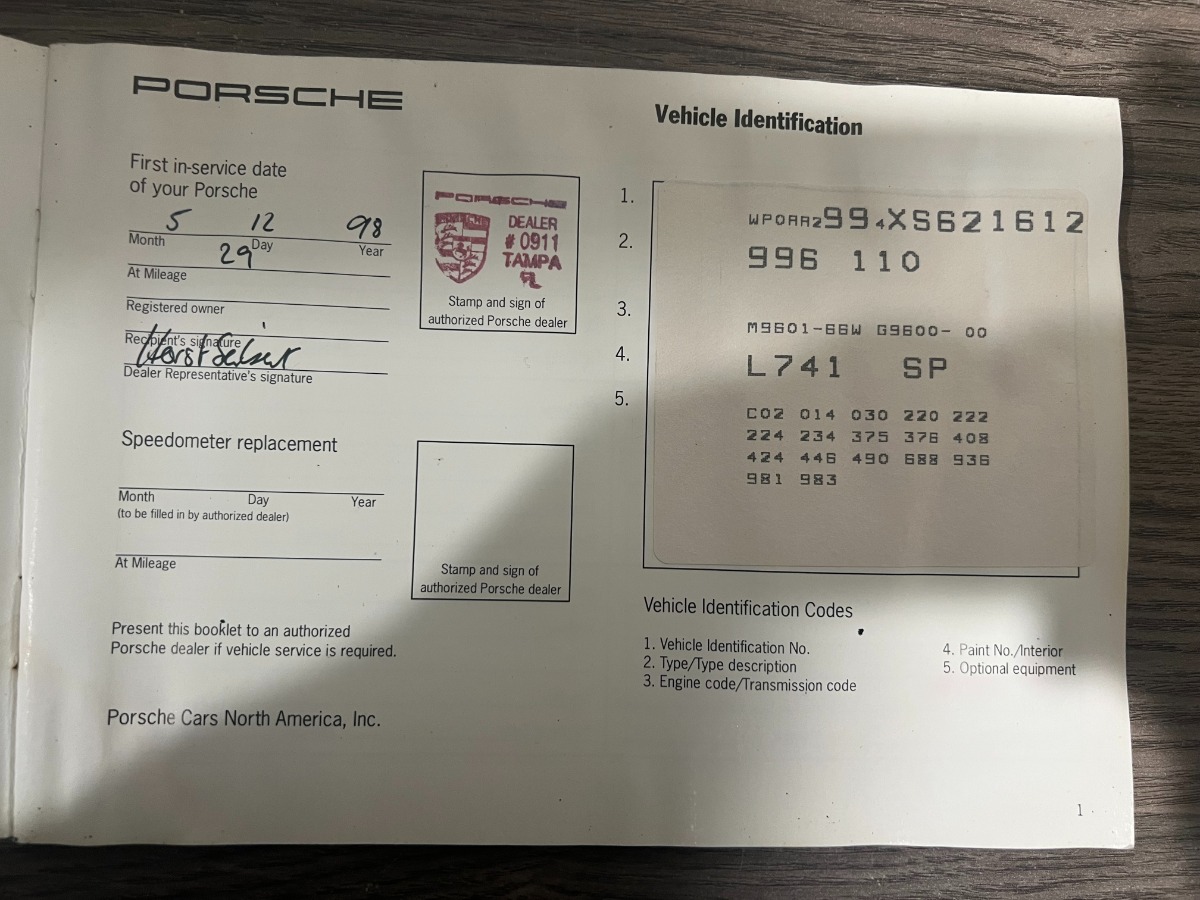 PORSCHE
First in-service date
of your Porsche
5 12 98
Month Day Year
29
At Mileage
Registered owner
Recipient's signature
Dealer Representative's signature
PORSCHE
DEALER
# 0911
TAMPA
FL
Stamp and sign of
authorized Porsche dealer
Speedometer replacement
Month Day Year
(to be filled in by authorized dealer)
At Mileage
Stamp and sign of
authorized Porsche dealer
Present this booklet to an authorized
Porsche dealer if vehicle service is required.
Porsche Cars North America, Inc.
Vehicle Identification
1. WP0AA2994XS621612
2. 996 110
3. M9601-66W G9600- 00
4. L741 SP
5. C02 014 030 220 222
224 234 375 376 408
424 446 490 688 936
981 983
Vehicle Identification Codes
1. Vehicle Identification No.
2. Type/Type description
3. Engine code/Transmission code
4. Paint No./Interior
5. Optional equipment
1